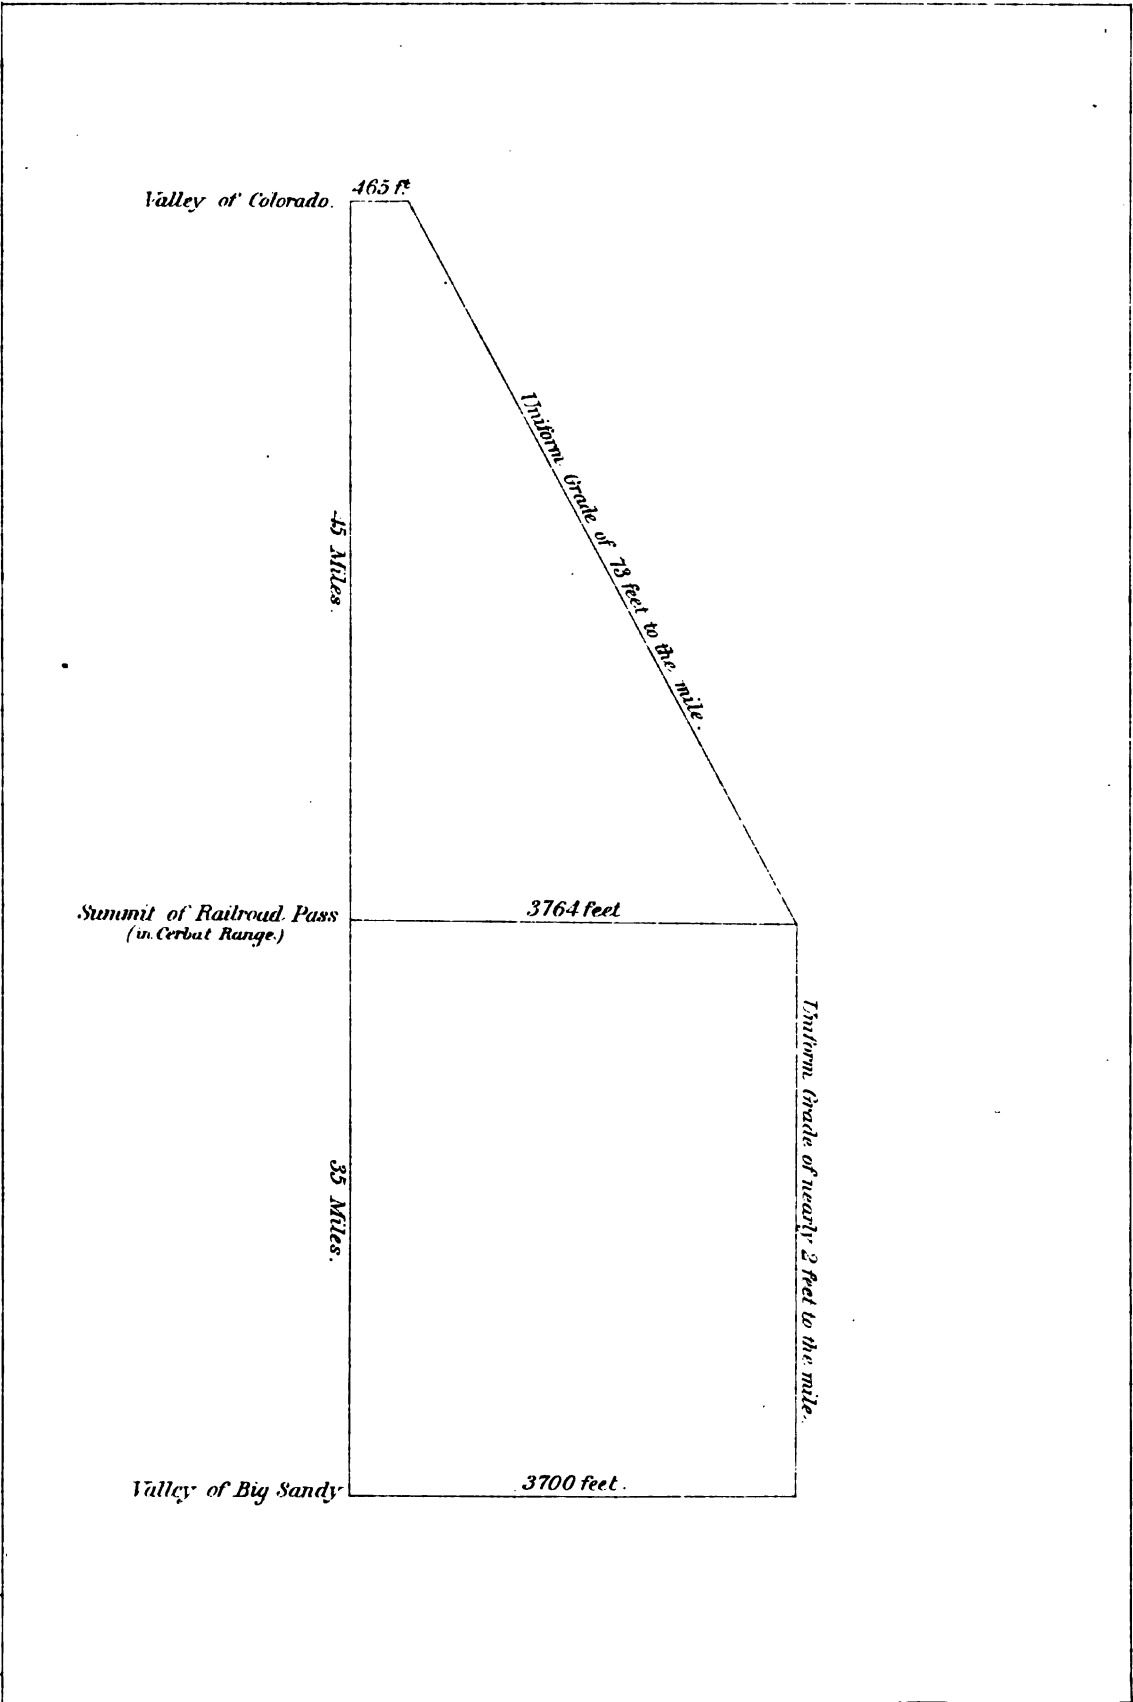 465 ft.
Valley of Colorado.
Uniform Grade of 73 feet to the mile.
45 Miles.
3764 feet
Summit of Railroad Pass
(in Cerbat Range.)
Uniform Grade of nearly 2 feet to the mile.
35 Miles.
3700 feet.
Valley of Big Sandy